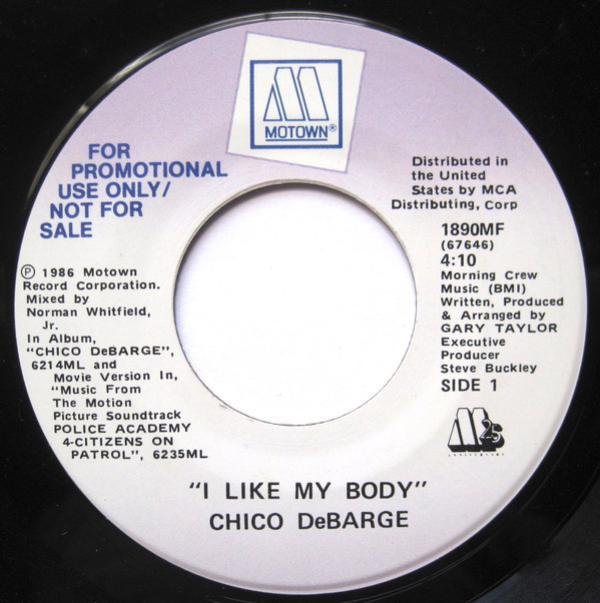 MOTOWN®
FOR
PROMOTIONAL
USE ONLY/
NOT FOR
SALE
Distributed in
the United
States by MCA
Distributing, Corp
1890MF
(67646)
4:10
Morning Crew
Music (BMI)
Written, Produced
& Arranged by
GARY TAYLOR
Executive
Producer
Steve Buckley
SIDE 1
℗ 1986 Motown
Record Corporation.
Mixed by
Norman Whitfield,
Jr.
In Album,
"CHICO DeBARGE",
6214ML and
Movie Version In,
"Music From
The Motion
Picture Soundtrack
POLICE ACADEMY
4-CITIZENS ON
PATROL", 6235ML
25
"I LIKE MY BODY"
CHICO DeBARGE